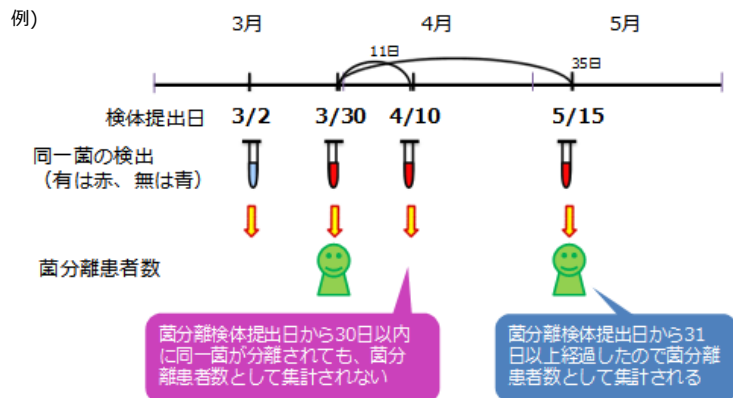 例)
3月 4月 5月
11日
35日
検体提出日 3/2 3/30 4/10 5/15
同一菌の検出
(有は赤、無は青)
菌分離患者数
菌分離検体提出日から30日以内
に同一菌が分離されても、菌分
離患者数として集計されない
菌分離検体提出日から31
日以上経過したので菌分離
患者数として集計される